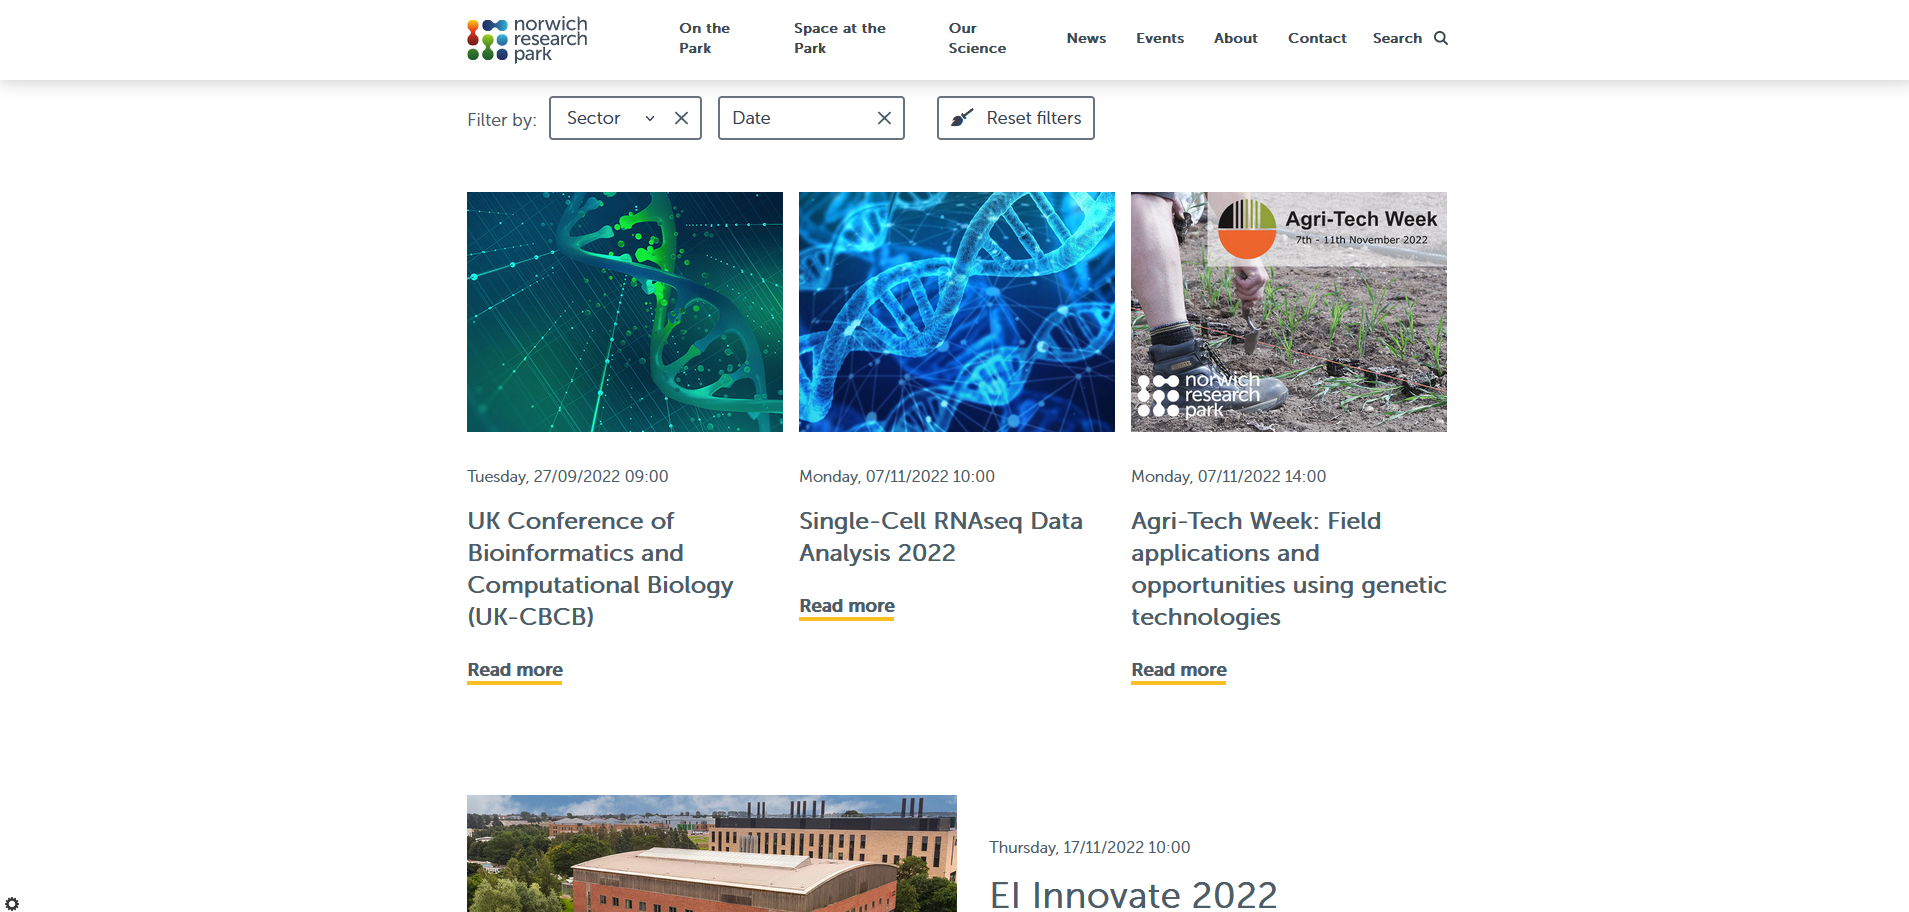 norwich
research
park
On the
Park
Space at the
Park
Our
Science
News
Events
About
Contact
Search
Filter by:
Sector
Date
Reset filters
Agri-Tech Week
7th - 11th November 2022
norwich
research
park
Tuesday, 27/09/2022 09:00
UK Conference of
Bioinformatics and
Computational Biology
(UK-CBCB)
Read more
Monday, 07/11/2022 10:00
Single-Cell RNAseq Data
Analysis 2022
Read more
Monday, 07/11/2022 14:00
Agri-Tech Week: Field
applications and
opportunities using genetic
technologies
Read more
Thursday, 17/11/2022 10:00
EI Innovate 2022